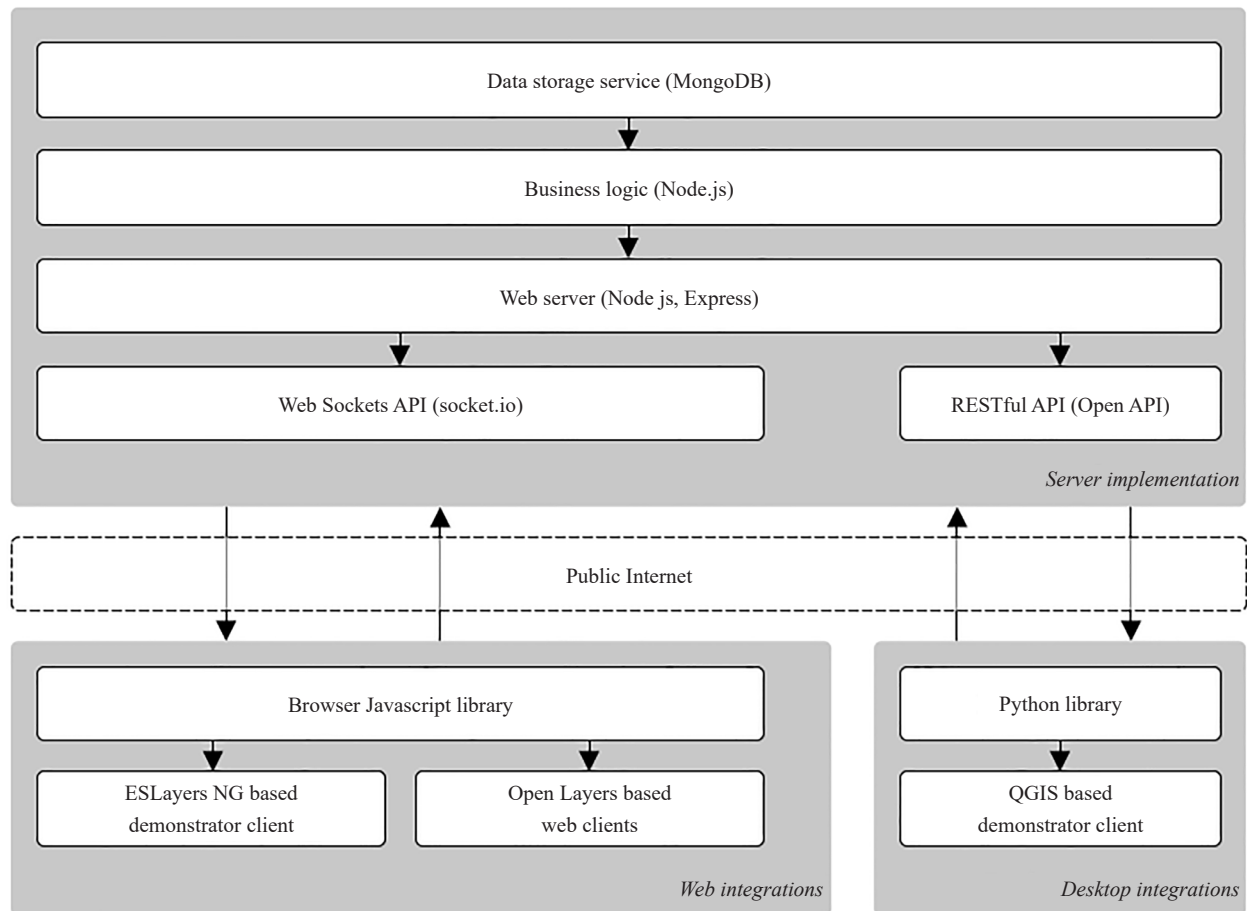 Data storage service (MongoDB)
Business logic (Node.js)
Web server (Node js, Express)
Web Sockets API (socket.io)
RESTful API (Open API)
Server implementation
Public Internet
Browser Javascript library
ESLayers NG based
demonstrator client
Open Layers based
web clients
Web integrations
Python library
QGIS based
demonstrator client
Desktop integrations